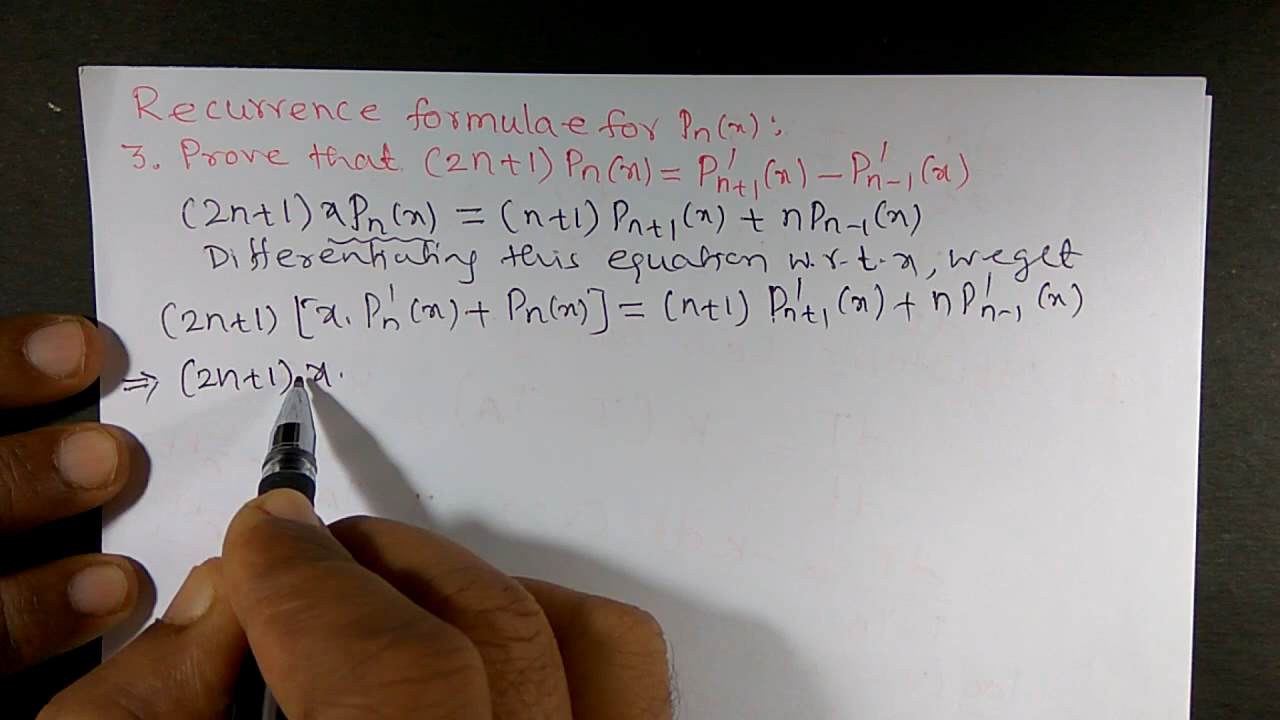 Recurrence formulae for Pn(x):
3. Prove that (2n+1) Pn(x) = P'n+1(x) - P'n-1(x)
(2n+1) x Pn(x) = (n+1) Pn+1(x) + n Pn-1(x)
Differentiating this equation w.r.t. x, we get
(2n+1) [x. Pn'(x) + Pn(x)] = (n+1) P'n+1(x) + n P'n-1(x)
⇒ (2n+1) x.